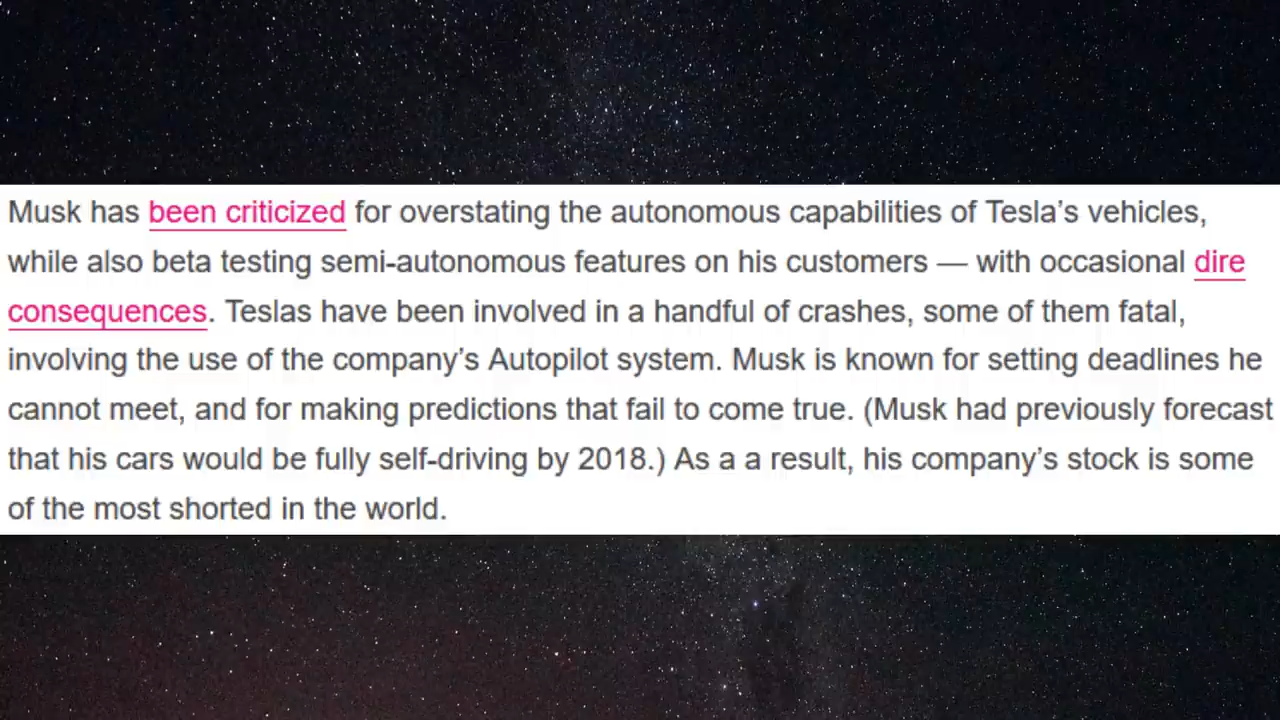 Musk has been criticized for overstating the autonomous capabilities of Tesla’s vehicles,
while also beta testing semi-autonomous features on his customers — with occasional dire
consequences. Teslas have been involved in a handful of crashes, some of them fatal,
involving the use of the company’s Autopilot system. Musk is known for setting deadlines he
cannot meet, and for making predictions that fail to come true. (Musk had previously forecast
that his cars would be fully self-driving by 2018.) As a a result, his company’s stock is some
of the most shorted in the world.